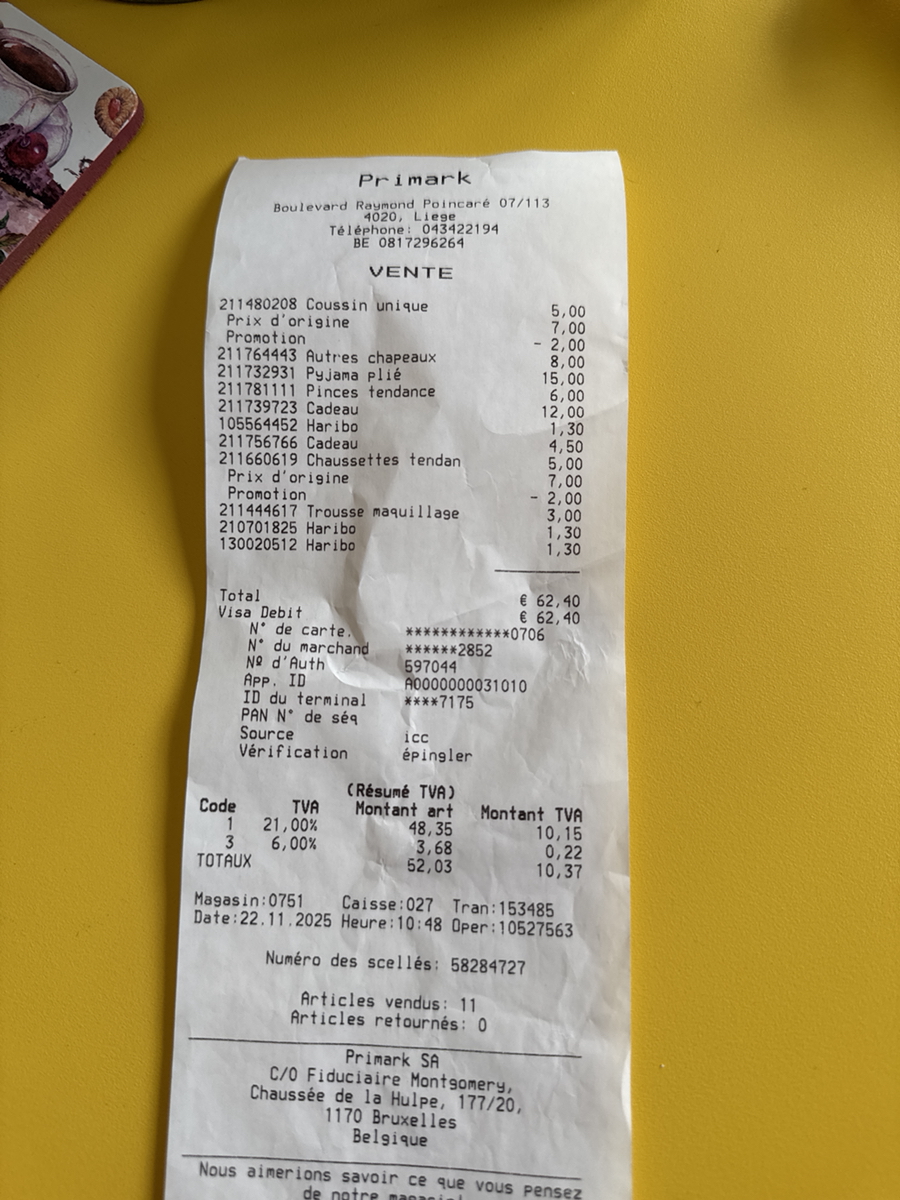 Primark
Boulevard Raymond Poincaré 07/113
4020, Liege
Téléphone: 043422194
BE 0817296264
VENTE
211480208 Coussin unique 5,00
Prix d'origine 7,00
Promotion - 2,00
211764443 Autres chapeaux 8,00
211732931 Pyjama plié 15,00
211781111 Pinces tendance 6,00
211739723 Cadeau 12,00
105564452 Haribo 1,30
211756766 Cadeau 4,50
211660619 Chaussettes tendan 5,00
Prix d'origine 7,00
Promotion - 2,00
211444617 Trousse maquillage 3,00
210701825 Haribo 1,30
130020512 Haribo 1,30
Total € 62,40
Visa Debit € 62,40
N° de carte. ************0706
N° du marchand ******2852
Nº d'Auth 597044
App. ID A0000000031010
ID du terminal ****7175
PAN N° de séq
Source icc
Vérification épingler
(Résumé TVA)
Code TVA Montant art Montant TVA
1 21,00% 48,35 10,15
3 6,00% 3,68 0,22
TOTAUX 52,03 10,37
Magasin:0751 Caisse:027 Tran:153485
Date:22.11.2025 Heure:10:48 Oper:10527563
Numéro des scellés: 58284727
Articles vendus: 11
Articles retournés: 0
Primark SA
C/O Fiduciaire Montgomery,
Chaussée de la Hulpe, 177/20,
1170 Bruxelles
Belgique
Nous aimerions savoir ce que vous pensez
de notre